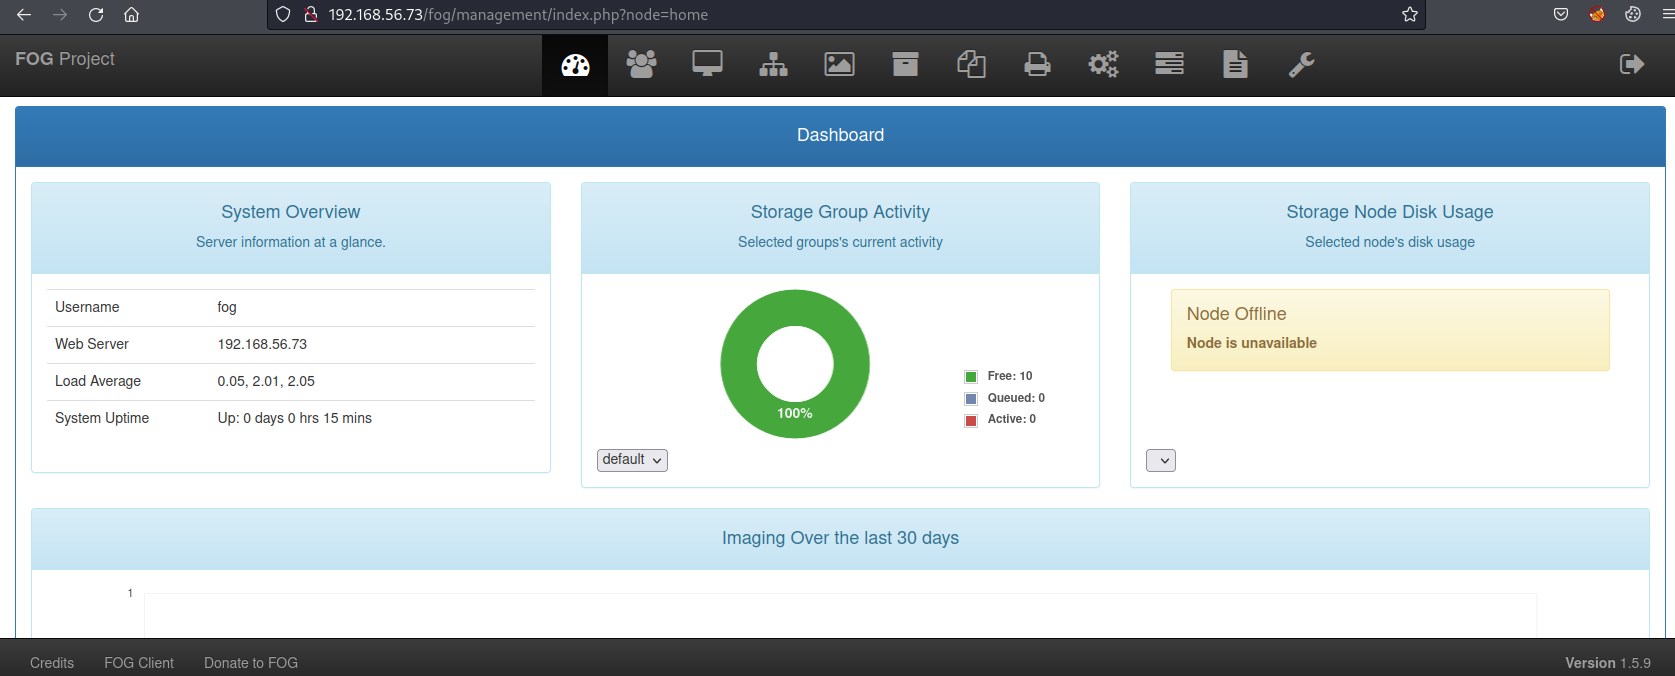 192.168.56.73/fog/management/index.php?node=home
FOG Project
Dashboard
System Overview
Server information at a glance.
Username fog
Web Server 192.168.56.73
Load Average 0.05, 2.01, 2.05
System Uptime Up: 0 days 0 hrs 15 mins
Storage Group Activity
Selected groups's current activity
100%
Free: 10
Queued: 0
Active: 0
default
Storage Node Disk Usage
Selected node's disk usage
Node Offline
Node is unavailable
Imaging Over the last 30 days
1
Credits FOG Client Donate to FOG Version 1.5.9